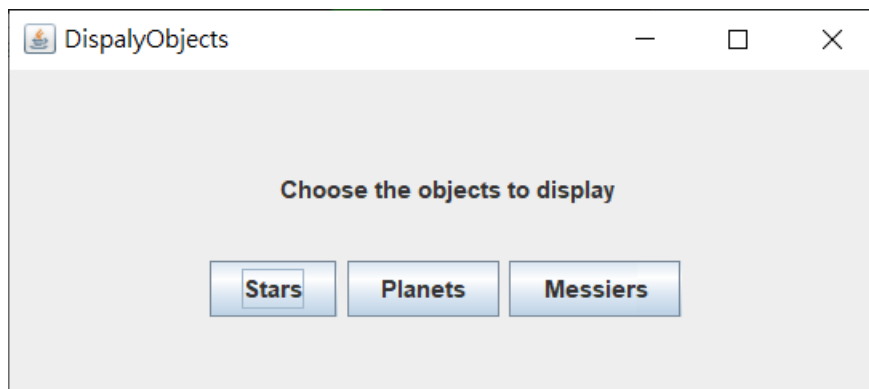 DispalyObjects
Choose the objects to display
Stars Planets Messiers